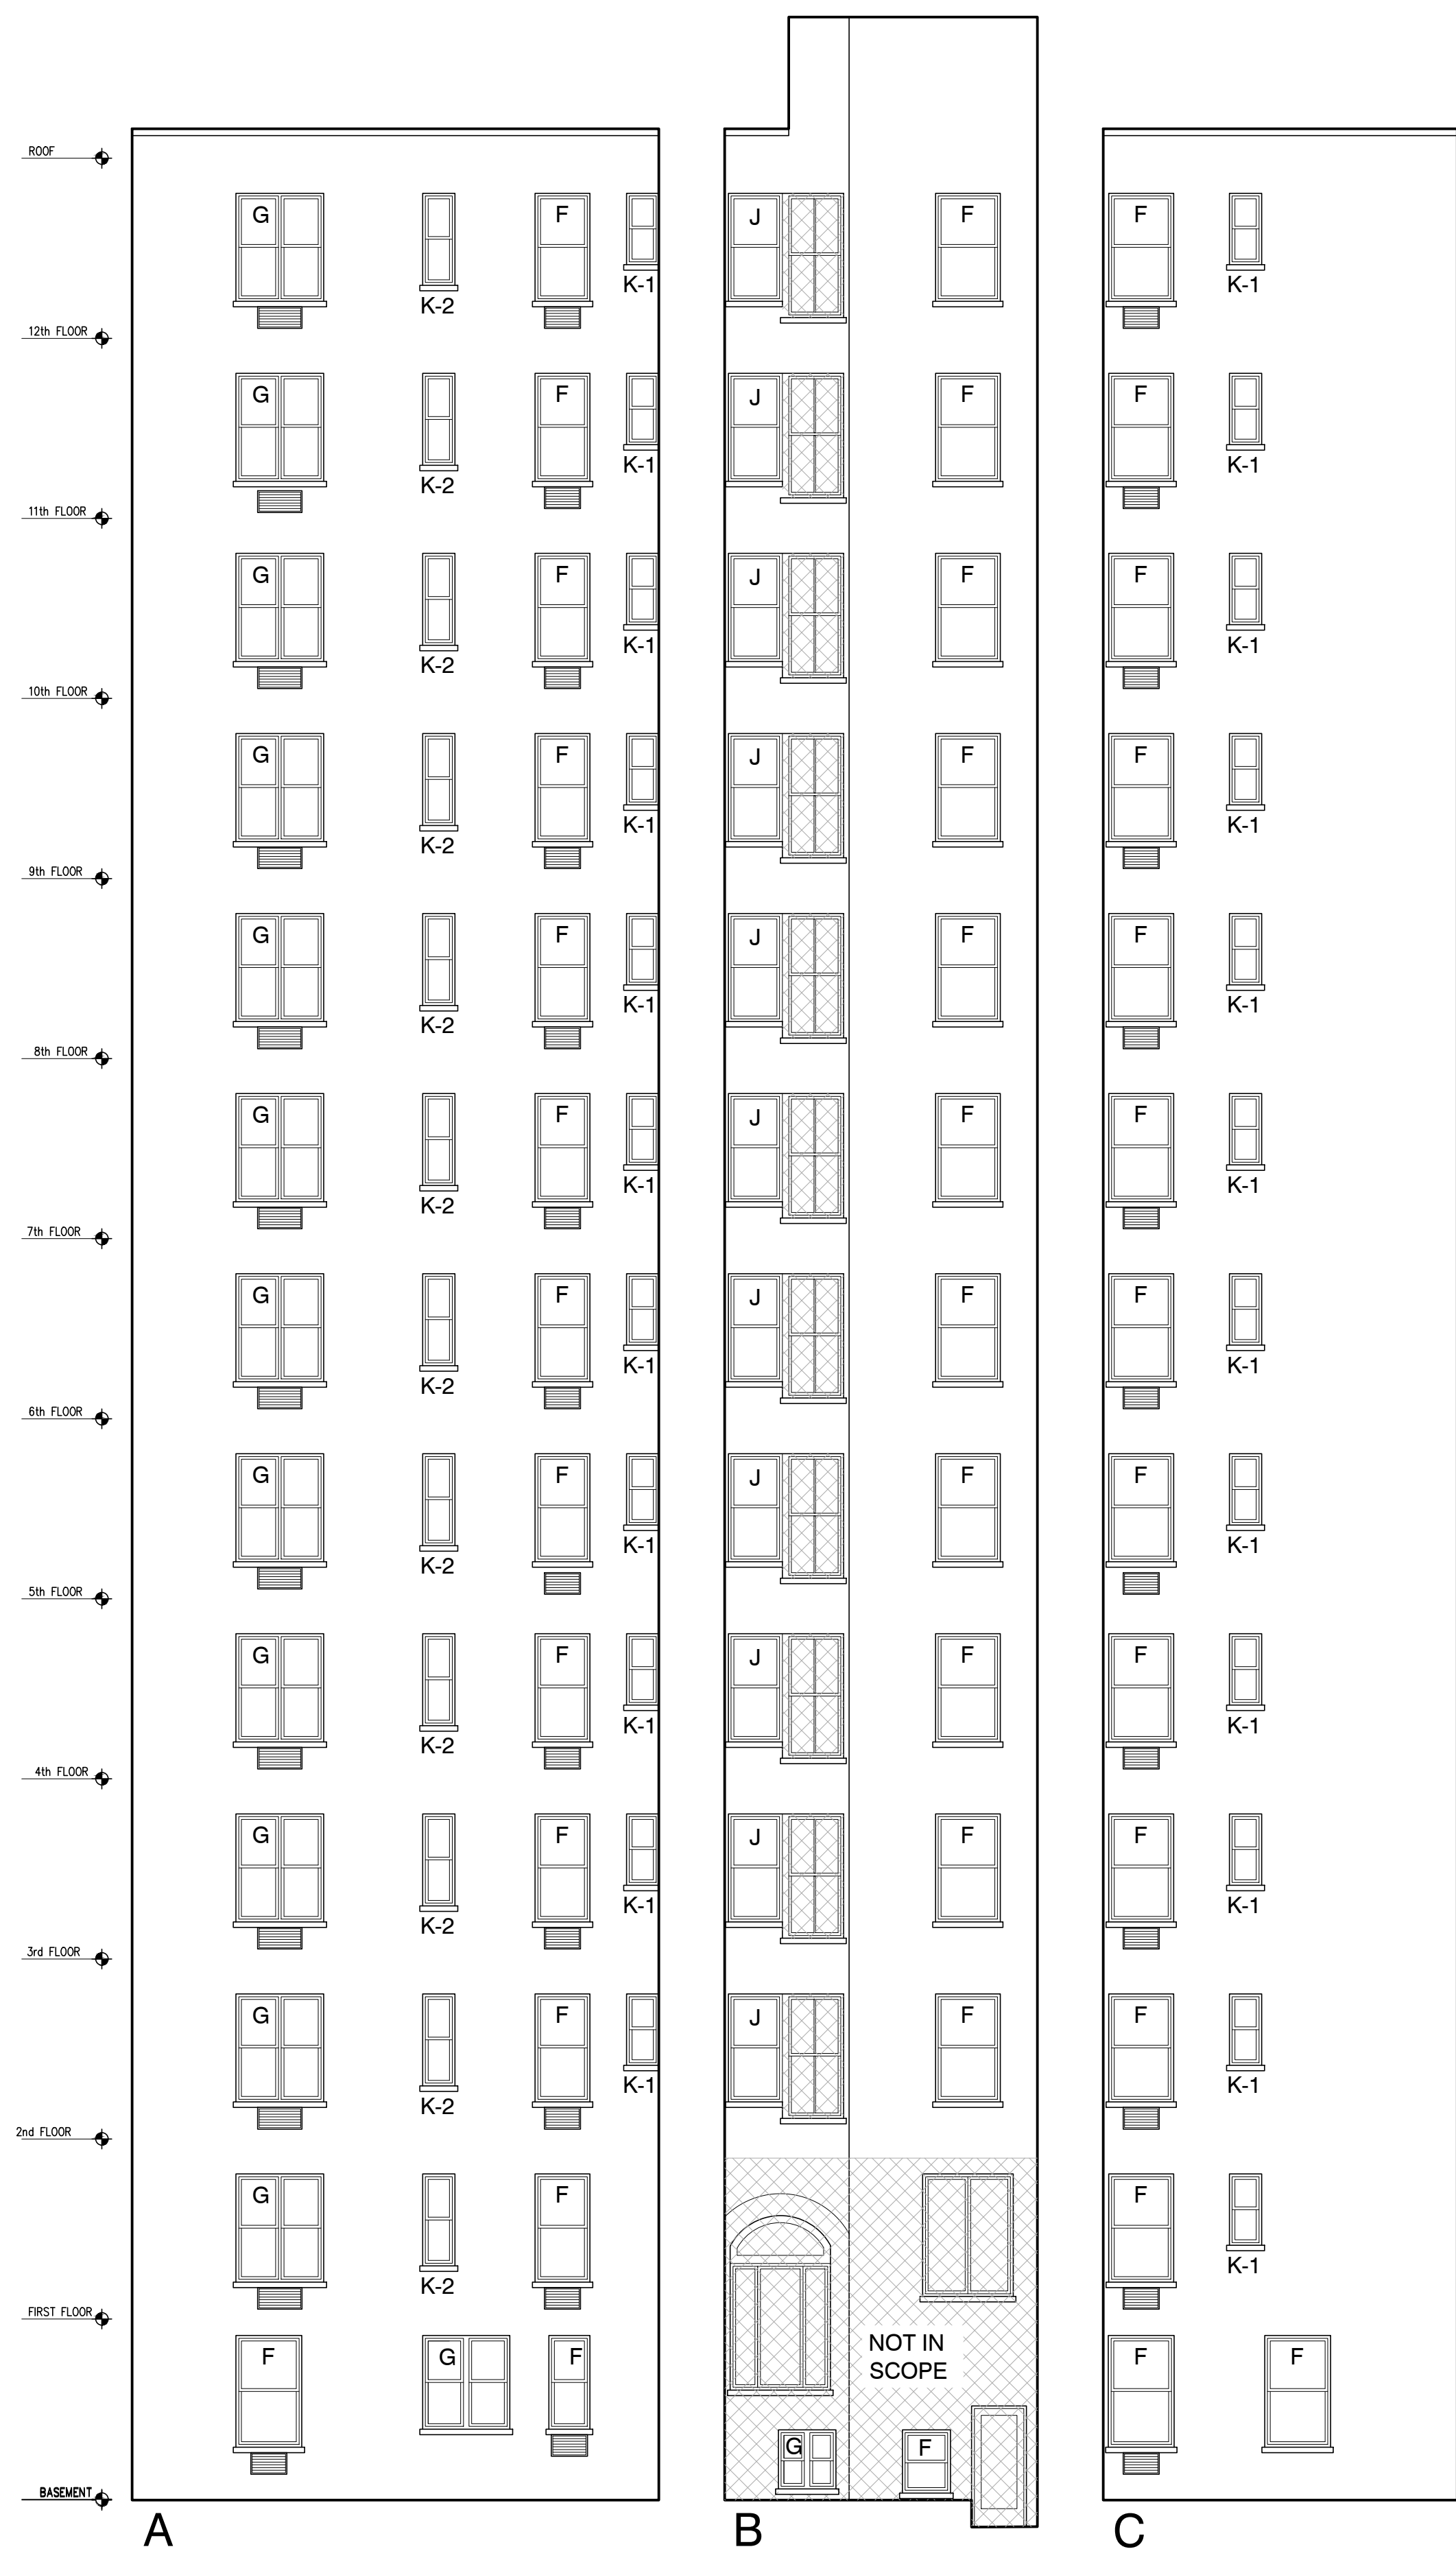 ROOF
G F J F F
K-2 K-1 K-1
12th FLOOR
G F J F F
K-2 K-1 K-1
11th FLOOR
G F J F F
K-2 K-1 K-1
10th FLOOR
G F J F F
K-2 K-1 K-1
9th FLOOR
G F J F F
K-2 K-1 K-1
8th FLOOR
G F J F F
K-2 K-1 K-1
7th FLOOR
G F J F F
K-2 K-1 K-1
6th FLOOR
G F J F F
K-2 K-1 K-1
5th FLOOR
G F J F F
K-2 K-1 K-1
4th FLOOR
G F J F F
K-2 K-1 K-1
3rd FLOOR
G F J F F
K-2 K-1 K-1
2nd FLOOR
G F F
K-2 K-1
FIRST FLOOR
NOT IN
SCOPE
F G F F F
G F
BASEMENT
A B C